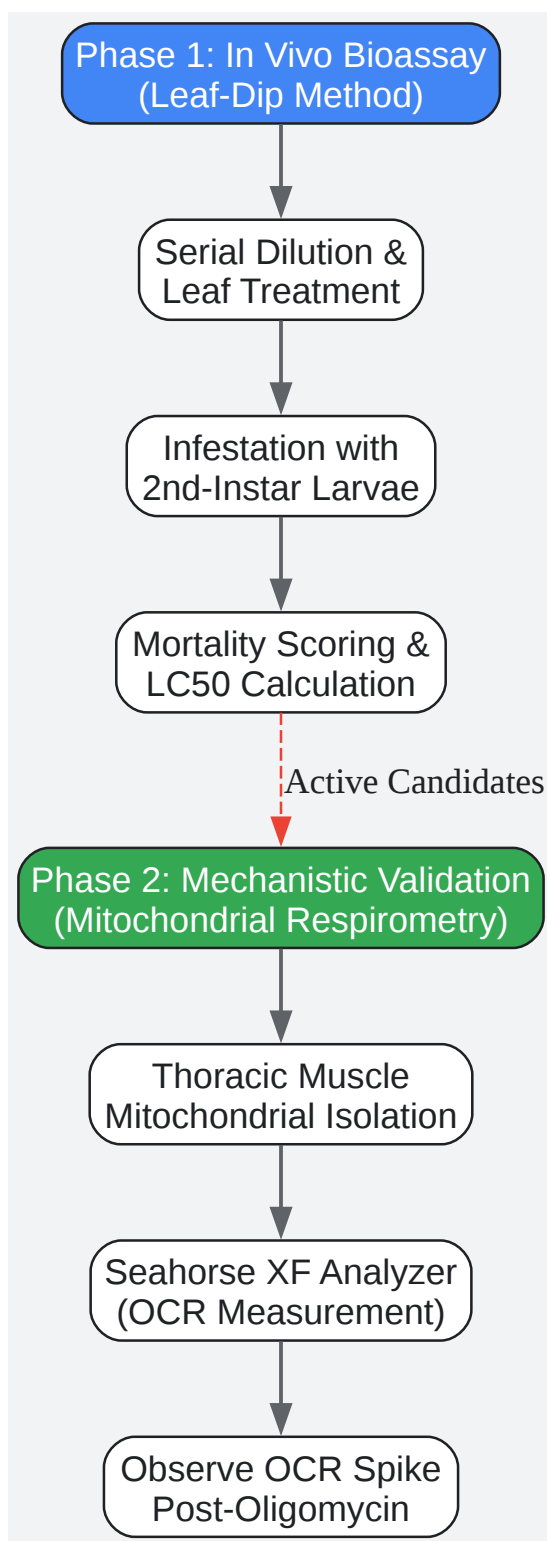 Phase 1: In Vivo Bioassay
(Leaf-Dip Method)
Serial Dilution &
Leaf Treatment
Infestation with
2nd-Instar Larvae
Mortality Scoring &
LC50 Calculation
Active Candidates
Phase 2: Mechanistic Validation
(Mitochondrial Respirometry)
Thoracic Muscle
Mitochondrial Isolation
Seahorse XF Analyzer
(OCR Measurement)
Observe OCR Spike
Post-Oligomycin